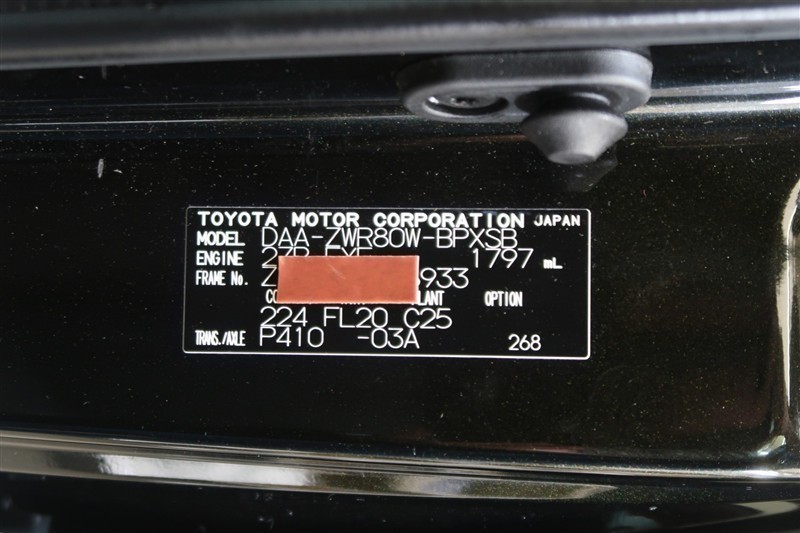 TOYOTA MOTOR CORPORATION JAPAN
MODEL DAA-ZWR80W-BPXSB
ENGINE 1797 mL
FRAME No. 933
OPTION
224 FL20 C25
TRANS./AXLE P410 -03A 268